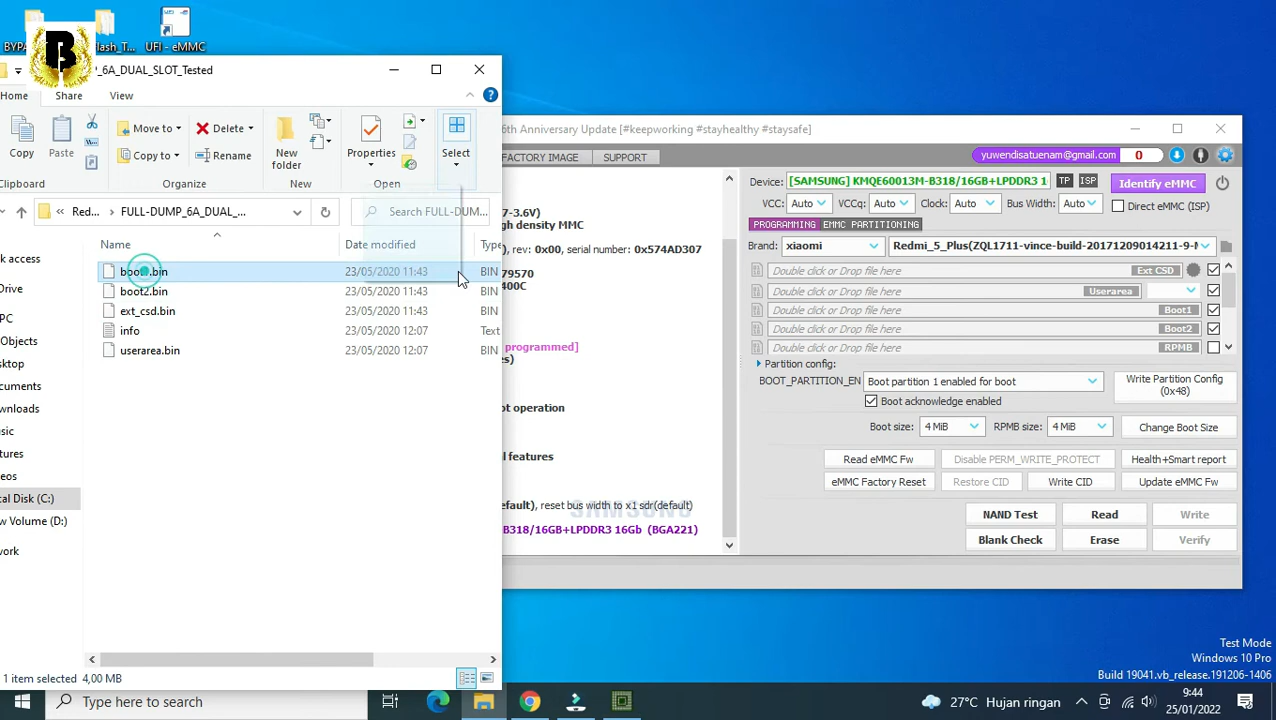 BYPA
Flash_T...
UFI - eMMC
B
P_6A_DUAL_SLOT_Tested
Home
Share
View
Copy
Paste
Move to
Copy to
Delete
Rename
New
folder
Properties
Select
Clipboard
Organize
New
Open
Red...
FULL-DUMP_6A_DUAL_...
Search FULL-DUM...
Name
Date modified
Type
boot1.bin 23/05/2020 11:43 BIN
boot2.bin 23/05/2020 11:43 BIN
ext_csd.bin 23/05/2020 11:43 BIN
info 23/05/2020 12:07 Text
userarea.bin 23/05/2020 12:07 BIN
k access
Drive
PC
Objects
sktop
cuments
wnloads
sic
tures
eos
cal Disk (C:)
w Volume (D:)
work
1 item selected 4,00 MB
6th Anniversary Update [#keepworking #stayhealthy #staysafe]
FACTORY IMAGE
SUPPORT
yuwendisatuenam@gmail.com 0
7-3.6V)
gh density MMC
), rev: 0x00, serial number: 0x574AD307
79570
400C
programmed]
es)
ot operation
al features
efault), reset bus width to x1 sdr(default)
SAMSUNG
B318/16GB+LPDDR3 16Gb (BGA221)
Device: [SAMSUNG] KMQE60013M-B318/16GB+LPDDR3 1 TP ISP
Identify eMMC
VCC: Auto VCCq: Auto Clock: Auto Bus Width: Auto
Direct eMMC (ISP)
PROGRAMMING EMMC PARTITIONING
Brand: xiaomi Redmi_5_Plus(ZQL1711-vince-build-20171209014211-9-N
Double click or Drop file/memory here Ext CSD
Double click or Drop file/memory here Userarea
Double click or Drop file/memory here Boot1
Double click or Drop file/memory here Boot2
Double click or Drop file/memory here RPMB
Partition config:
BOOT_PARTITION_EN Boot partition 1 enabled for boot
Write Partition Config
(0x48)
Boot acknowledge enabled
Boot size: 4 MiB RPMB size: 4 MiB Change Boot Size
Read eMMC Fw Disable PERM_WRITE_PROTECT Health+Smart report
eMMC Factory Reset Restore CID Write CID Update eMMC Fw
NAND Test Read Write
Blank Check Erase Verify
Test Mode
Windows 10 Pro
Build 19041.vb_release.191206-1406
Type here to search
27°C Hujan ringan
9:44
25/01/2022